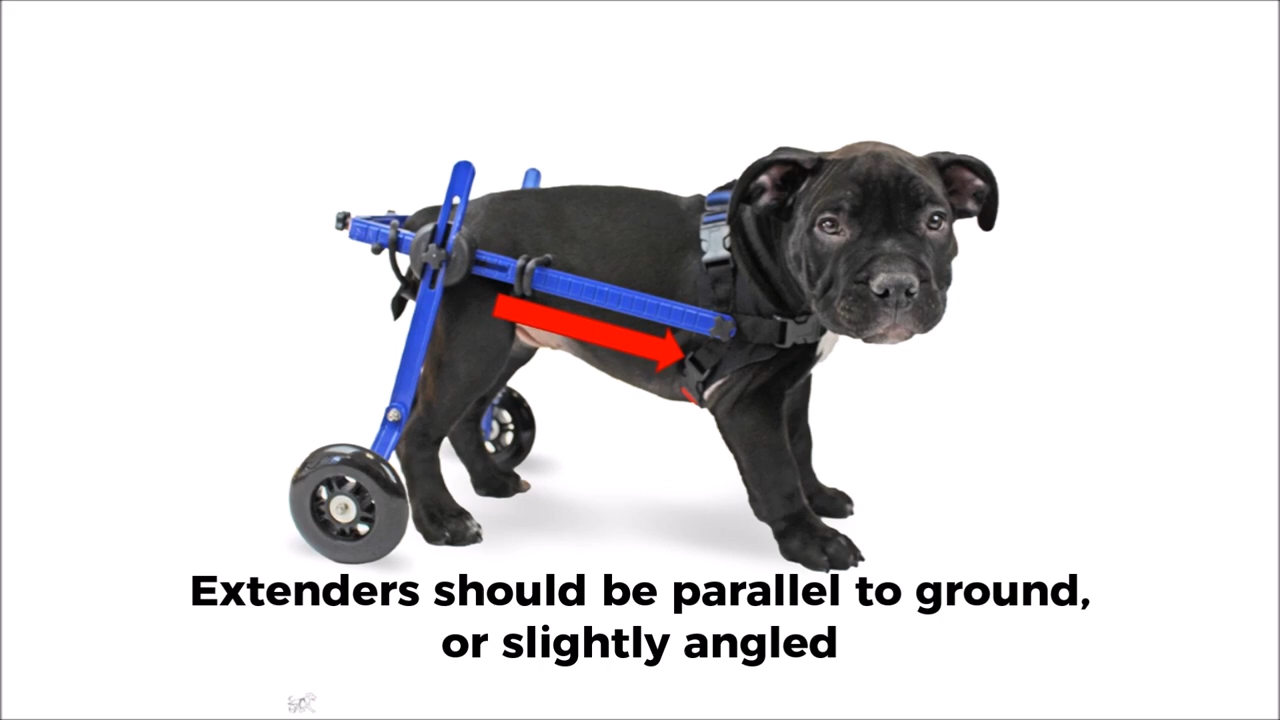 Extenders should be parallel to ground,
or slightly angled